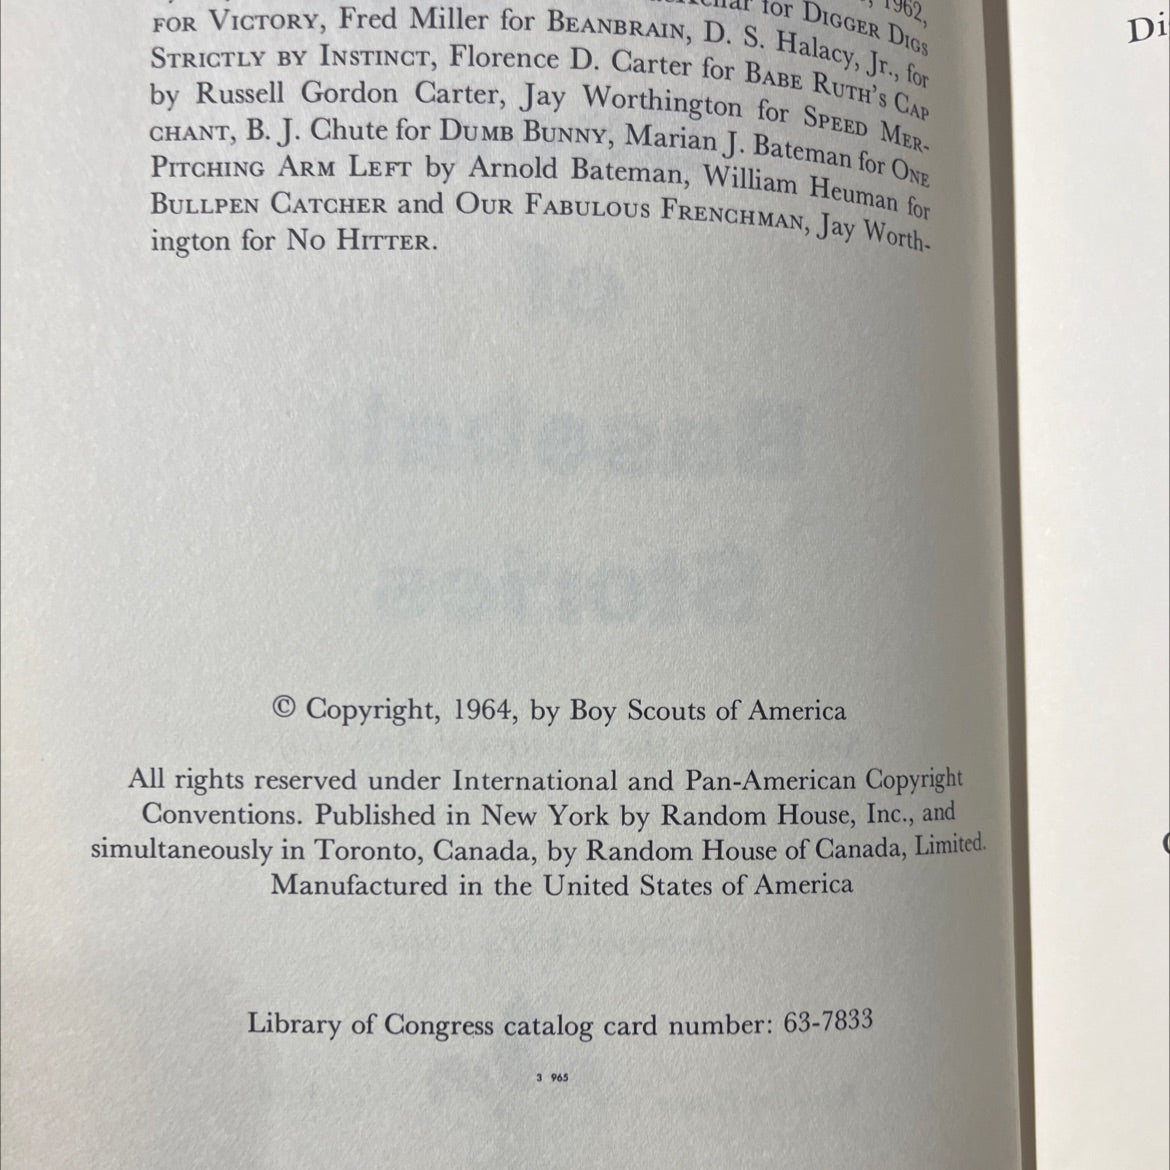 for Digger Digs
for Victory, Fred Miller for Beanbrain, D. S. Halacy, Jr., for
Strictly by Instinct, Florence D. Carter for Babe Ruth's Cap
by Russell Gordon Carter, Jay Worthington for Speed Mer-
chant, B. J. Chute for Dumb Bunny, Marian J. Bateman for One
Pitching Arm Left by Arnold Bateman, William Heuman for
Bullpen Catcher and Our Fabulous Frenchman, Jay Worth-
ington for No Hitter.
of
Baseball
Stories
© Copyright, 1964, by Boy Scouts of America
All rights reserved under International and Pan-American Copyright
Conventions. Published in New York by Random House, Inc., and
simultaneously in Toronto, Canada, by Random House of Canada, Limited.
Manufactured in the United States of America
Library of Congress catalog card number: 63-7833
3 965
Di